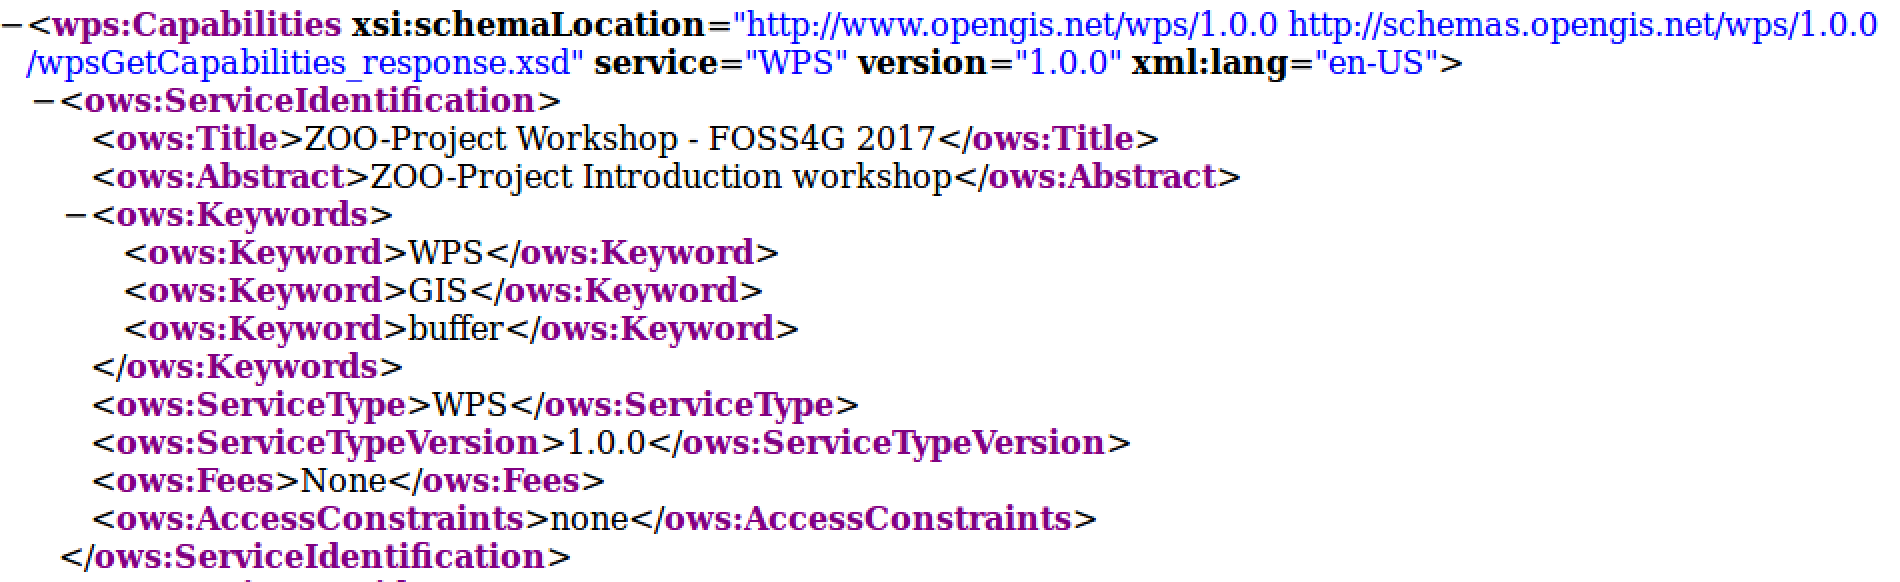 −<wps:Capabilities xsi:schemaLocation="http://www.opengis.net/wps/1.0.0 http://schemas.opengis.net/wps/1.0.0
/wpsGetCapabilities_response.xsd" service="WPS" version="1.0.0" xml:lang="en-US">
−<ows:ServiceIdentification>
<ows:Title>ZOO-Project Workshop - FOSS4G 2017</ows:Title>
<ows:Abstract>ZOO-Project Introduction workshop</ows:Abstract>
−<ows:Keywords>
<ows:Keyword>WPS</ows:Keyword>
<ows:Keyword>GIS</ows:Keyword>
<ows:Keyword>buffer</ows:Keyword>
</ows:Keywords>
<ows:ServiceType>WPS</ows:ServiceType>
<ows:ServiceTypeVersion>1.0.0</ows:ServiceTypeVersion>
<ows:Fees>None</ows:Fees>
<ows:AccessConstraints>none</ows:AccessConstraints>
</ows:ServiceIdentification>